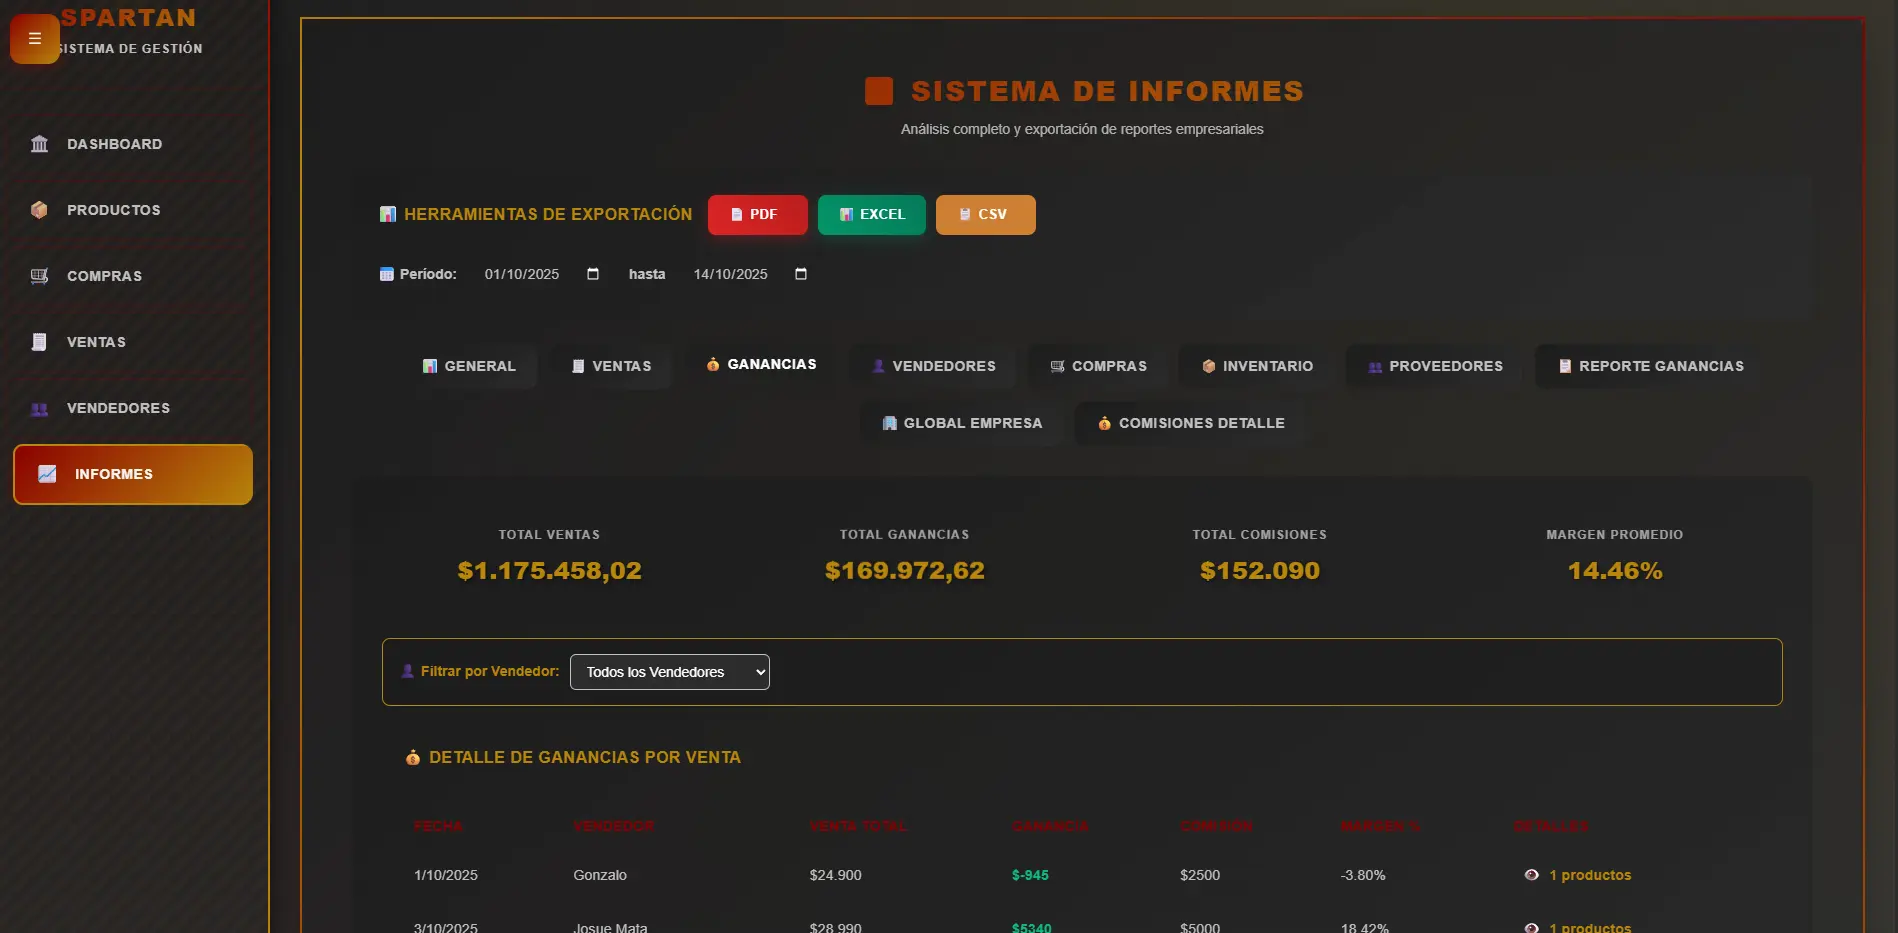 SPARTAN
SISTEMA DE GESTIÓN
DASHBOARD
PRODUCTOS
COMPRAS
VENTAS
VENDEDORES
INFORMES
SISTEMA DE INFORMES
Análisis completo y exportación de reportes empresariales
HERRAMIENTAS DE EXPORTACIÓN PDF EXCEL CSV
Período: 01/10/2025 hasta 14/10/2025
GENERAL VENTAS GANANCIAS VENDEDORES COMPRAS INVENTARIO PROVEEDORES REPORTE GANANCIAS
GLOBAL EMPRESA COMISIONES DETALLE
TOTAL VENTAS TOTAL GANANCIAS TOTAL COMISIONES MARGEN PROMEDIO
$1.175.458,02 $169.972,62 $152.090 14.46%
Filtrar por Vendedor: Todos los Vendedores
DETALLE DE GANANCIAS POR VENTA
FECHA VENDEDOR VENTA TOTAL GANANCIA COMISIÓN MARGEN % DETALLES
1/10/2025 Gonzalo $24.900 $-945 $2500 -3.80% 1 productos
3/10/2025 Josue Mata $28.990 $5340 $5000 18.42% 1 productos